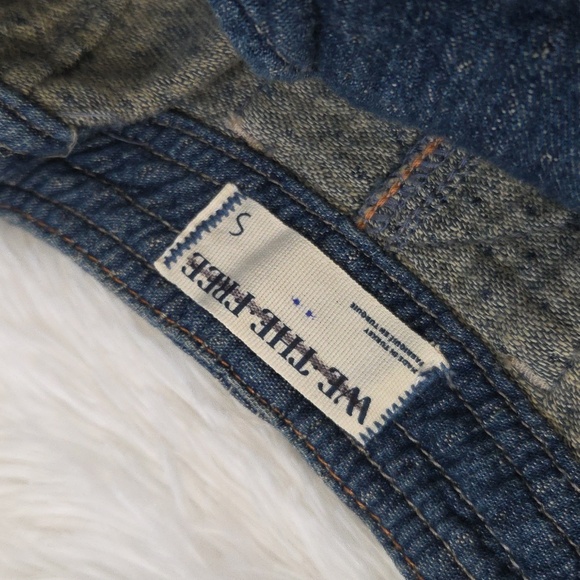 WE THE FREE
S
MADE IN TURKEY
FABRIQUÉ EN TURQUIE